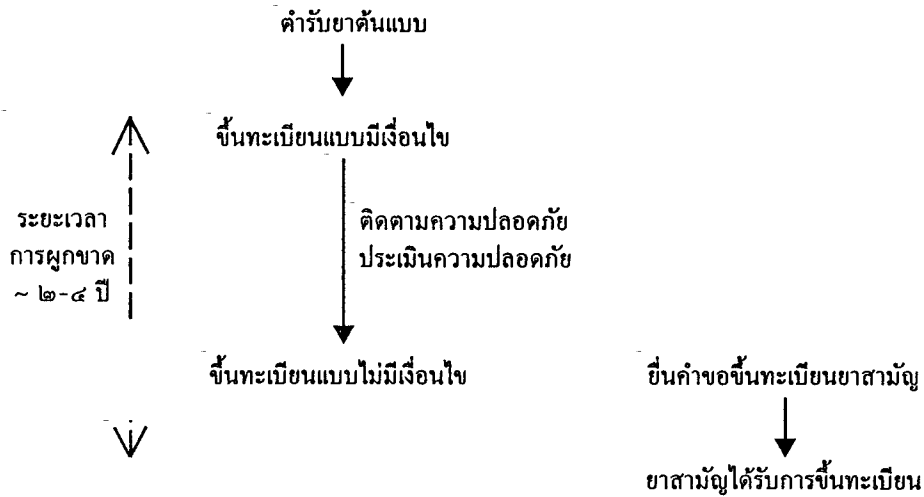 ตำรับยาต้นแบบ
ขึ้นทะเบียนแบบมีเงื่อนไข
ระยะเวลา
การผูกขาด
~ ๒-๔ ปี
ติดตามความปลอดภัย
ประเมินความปลอดภัย
ขึ้นทะเบียนแบบไม่มีเงื่อนไข
ยื่นคำขอขึ้นทะเบียนยาสามัญ
ยาสามัญได้รับการขึ้นทะเบียน